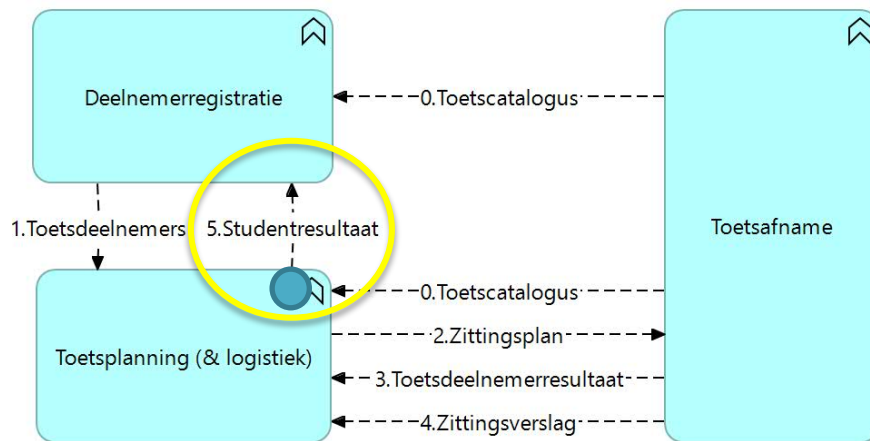 Deelnemerregistratie
0.Toetscatalogus
1.Toetsdeelnemers
5.Studentresultaat
Toetsafname
0.Toetscatalogus
2.Zittingsplan
Toetsplanning (& logistiek)
3.Toetsdeelnemerresultaat
4.Zittingsverslag